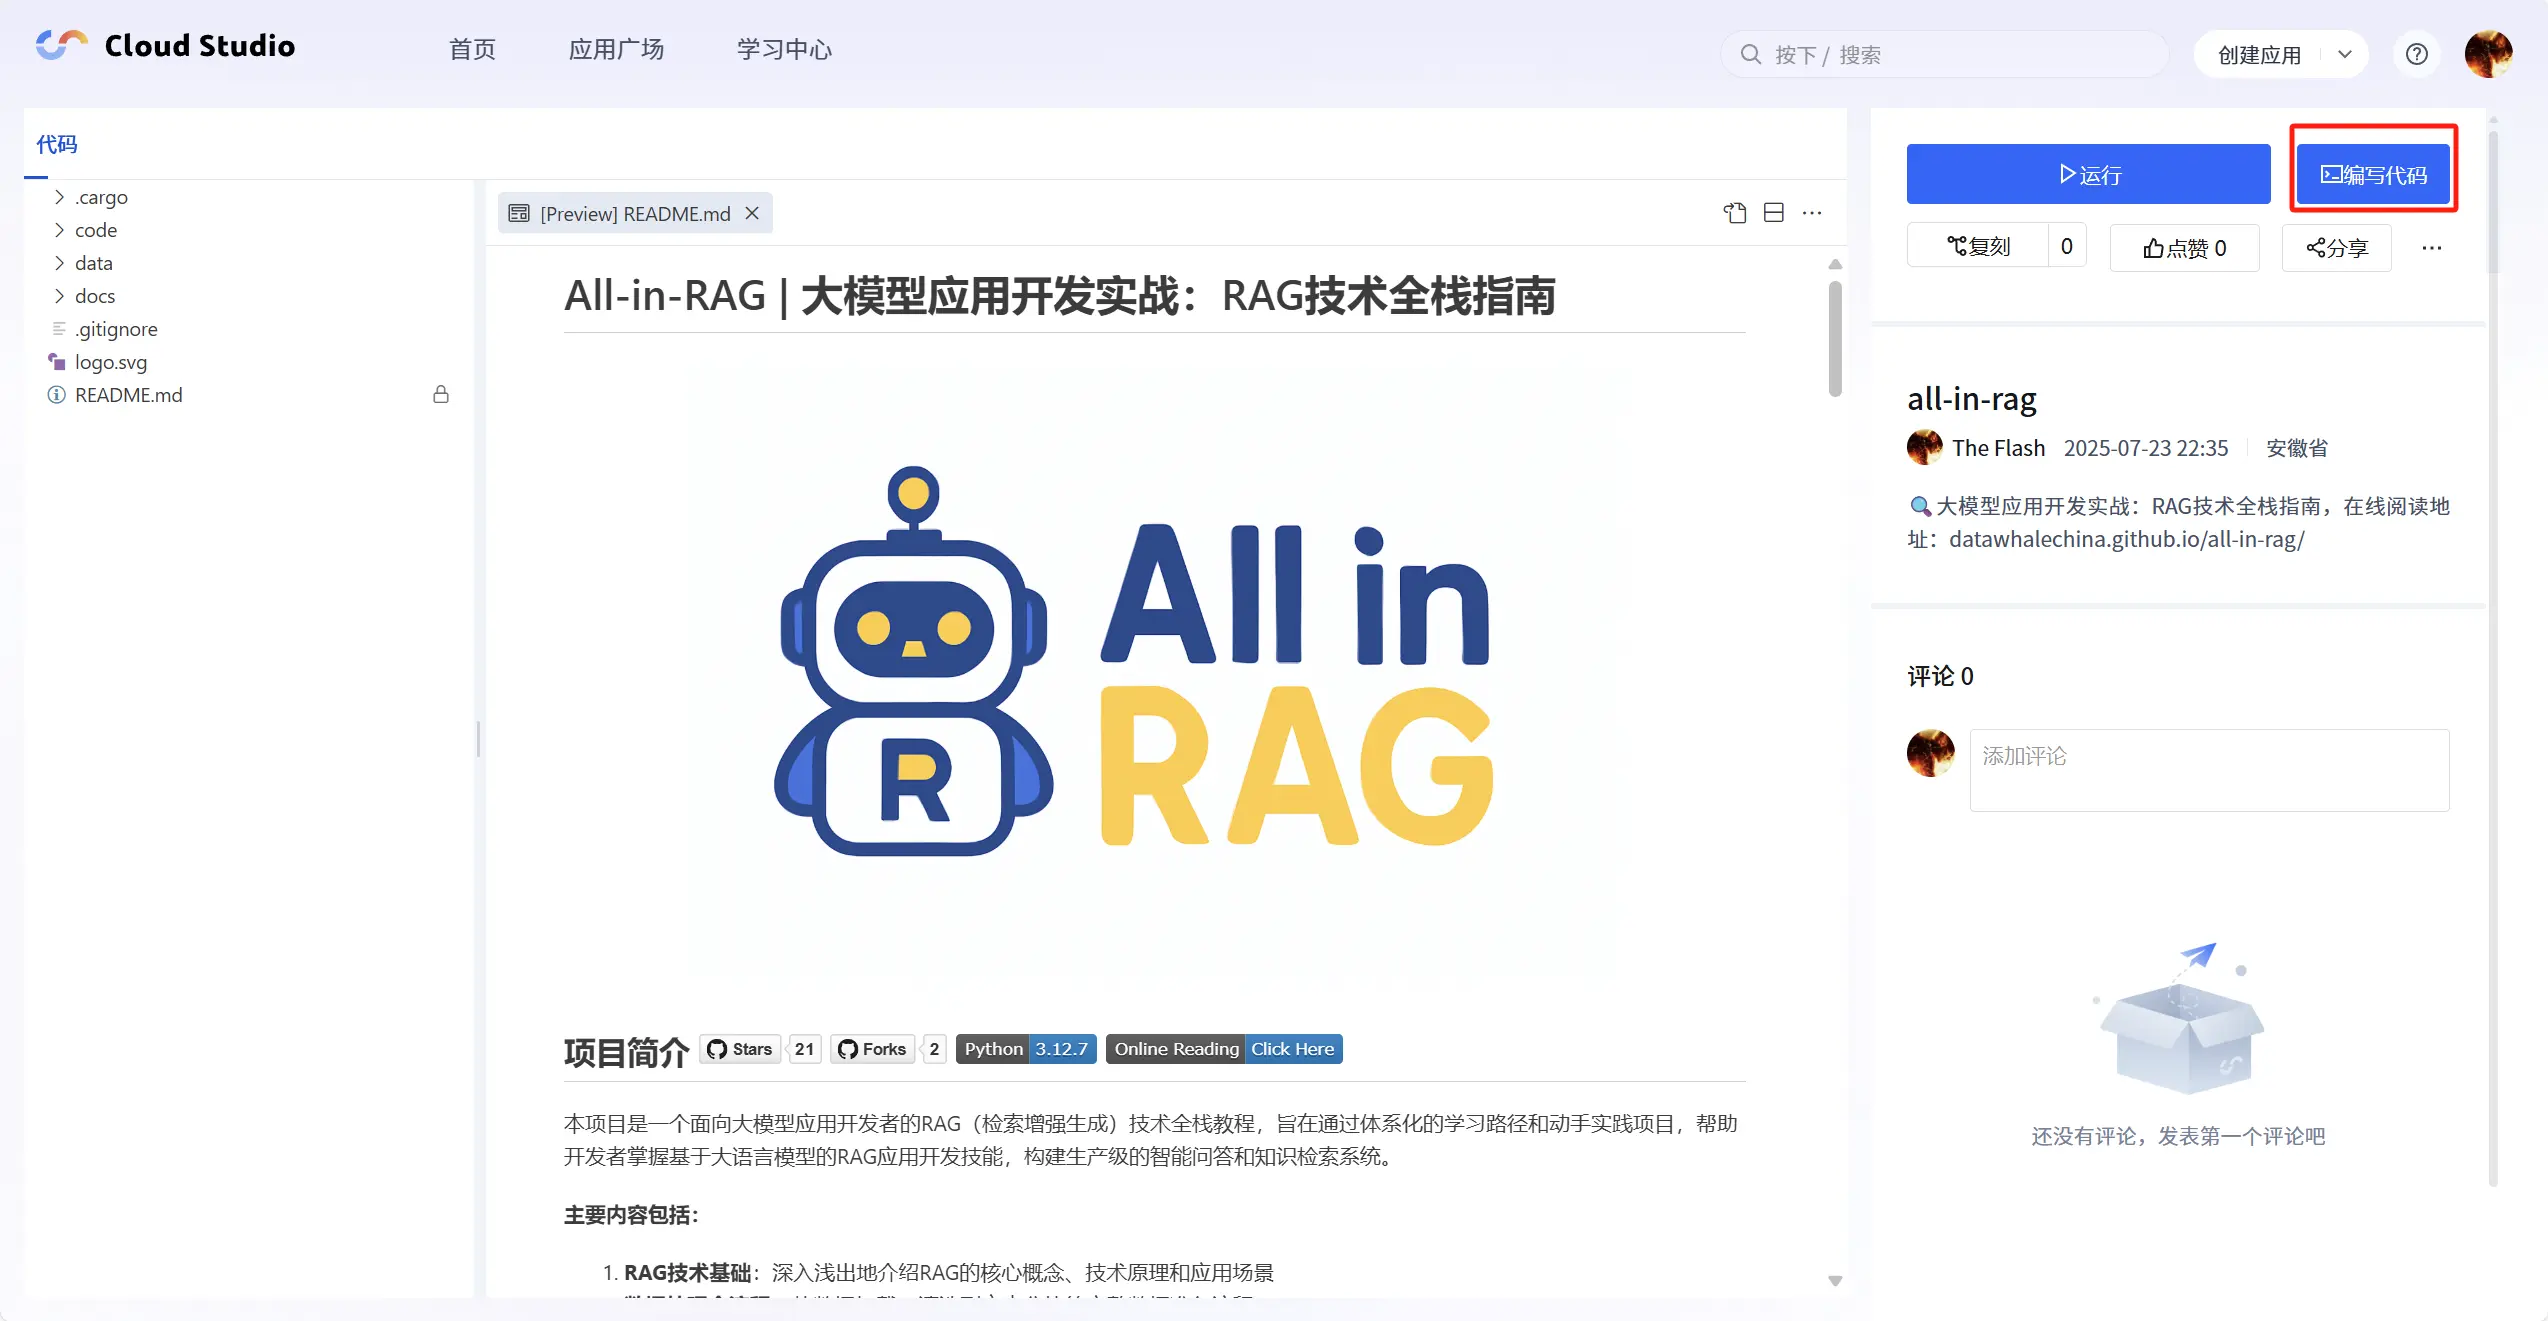 Cloud Studio
首页
应用广场
学习中心
按下 / 搜索
创建应用
代码
.cargo
code
data
docs
.gitignore
logo.svg
README.md
[Preview] README.md
All-in-RAG | 大模型应用开发实战：RAG技术全栈指南
All in
RAG
R
项目简介 Stars 21 Forks 2 Python 3.12.7 Online Reading Click Here
本项目是一个面向大模型应用开发者的RAG（检索增强生成）技术全栈教程，旨在通过体系化的学习路径和动手实践项目，帮助
开发者掌握基于大语言模型的RAG应用开发技能，构建生产级的智能问答和知识检索系统。
主要内容包括：
1. RAG技术基础：深入浅出地介绍RAG的核心概念、技术原理和应用场景
运行
编写代码
复刻 0
点赞 0
分享
all-in-rag
The Flash 2025-07-23 22:35 安徽省
大模型应用开发实战：RAG技术全栈指南，在线阅读地
址：datawhalechina.github.io/all-in-rag/
评论 0
添加评论
还没有评论，发表第一个评论吧